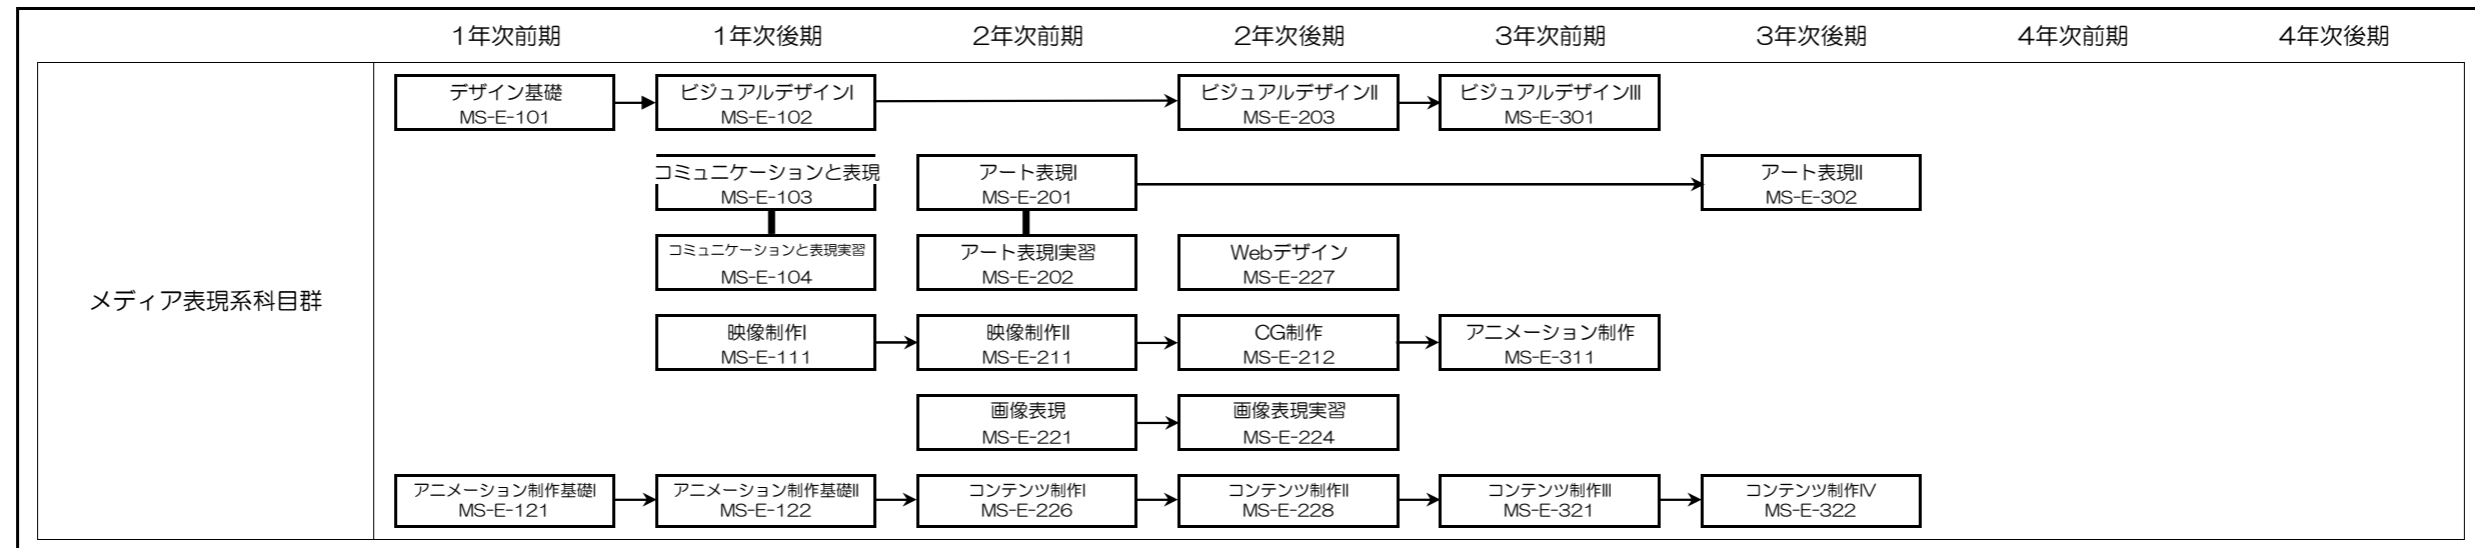 1年次前期 1年次後期 2年次前期 2年次後期 3年次前期 3年次後期 4年次前期 4年次後期
メディア表現系科目群
デザイン基礎
MS-E-101
ビジュアルデザインI
MS-E-102
ビジュアルデザインII
MS-E-203
ビジュアルデザインIII
MS-E-301
コミュニケーションと表現
MS-E-103
アート表現I
MS-E-201
アート表現II
MS-E-302
コミュニケーションと表現実習
MS-E-104
アート表現I実習
MS-E-202
Webデザイン
MS-E-227
映像制作I
MS-E-111
映像制作II
MS-E-211
CG制作
MS-E-212
アニメーション制作
MS-E-311
画像表現
MS-E-221
画像表現実習
MS-E-224
アニメーション制作基礎I
MS-E-121
アニメーション制作基礎II
MS-E-122
コンテンツ制作I
MS-E-226
コンテンツ制作II
MS-E-228
コンテンツ制作III
MS-E-321
コンテンツ制作IV
MS-E-322